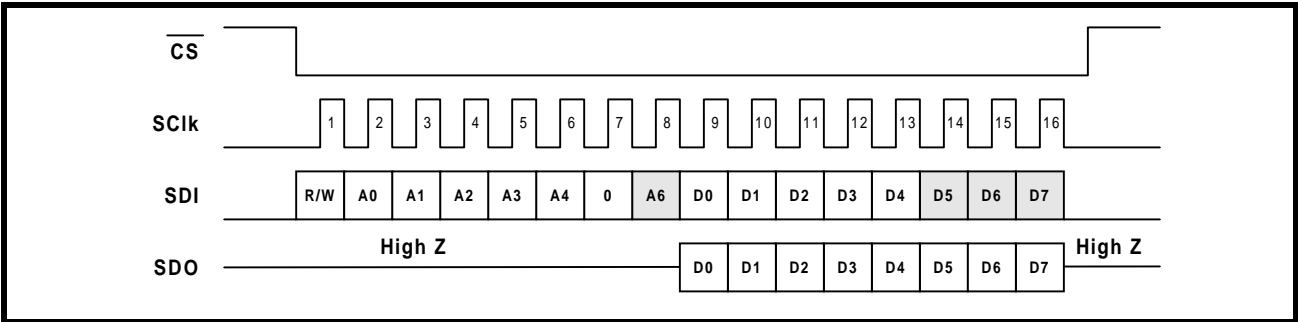 CS
SClk 1 2 3 4 5 6 7 8 9 10 11 12 13 14 15 16
SDI R/W A0 A1 A2 A3 A4 0 A6 D0 D1 D2 D3 D4 D5 D6 D7
High Z High Z
SDO D0 D1 D2 D3 D4 D5 D6 D7